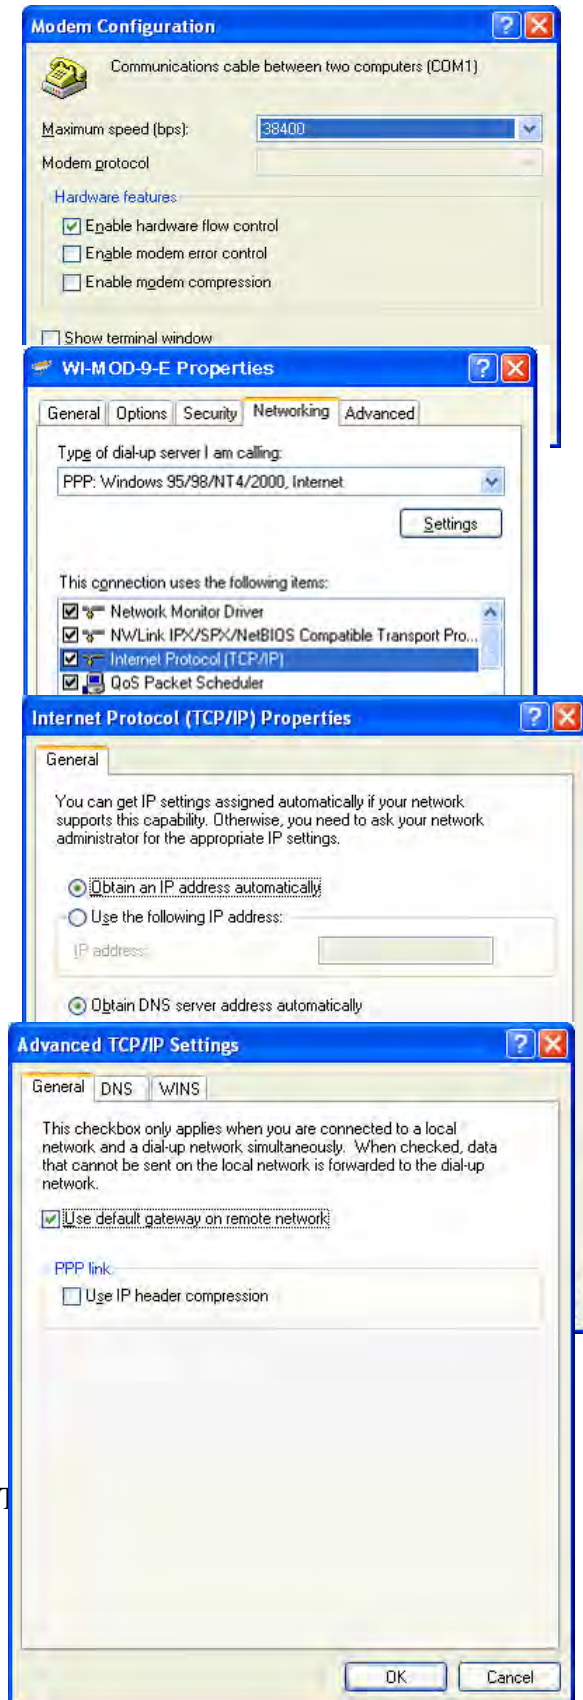 Modem Configuration
Communications cable between two computers (COM1)
Maximum speed (bps):
38400
Modem protocol
Hardware features
Enable hardware flow control
Enable modem error control
Enable modem compression
Show terminal window
WI-MOD-9-E Properties
General Options Security Networking Advanced
Type of dial-up server I am calling:
PPP: Windows 95/98/NT4/2000, Internet
Settings
This connection uses the following items:
Network Monitor Driver
NWLink IPX/SPX/NetBIOS Compatible Transport Pro...
Internet Protocol (TCP/IP)
QoS Packet Scheduler
Internet Protocol (TCP/IP) Properties
General
You can get IP settings assigned automatically if your network
supports this capability. Otherwise, you need to ask your network
administrator for the appropriate IP settings.
Obtain an IP address automatically
Use the following IP address:
IP address:
Obtain DNS server address automatically
Advanced TCP/IP Settings
General DNS WINS
This checkbox only applies when you are connected to a local
network and a dial-up network simultaneously. When checked, data
that cannot be sent on the local network is forwarded to the dial-up
network.
Use default gateway on remote network
PPP link
Use IP header compression
T
OK Cancel